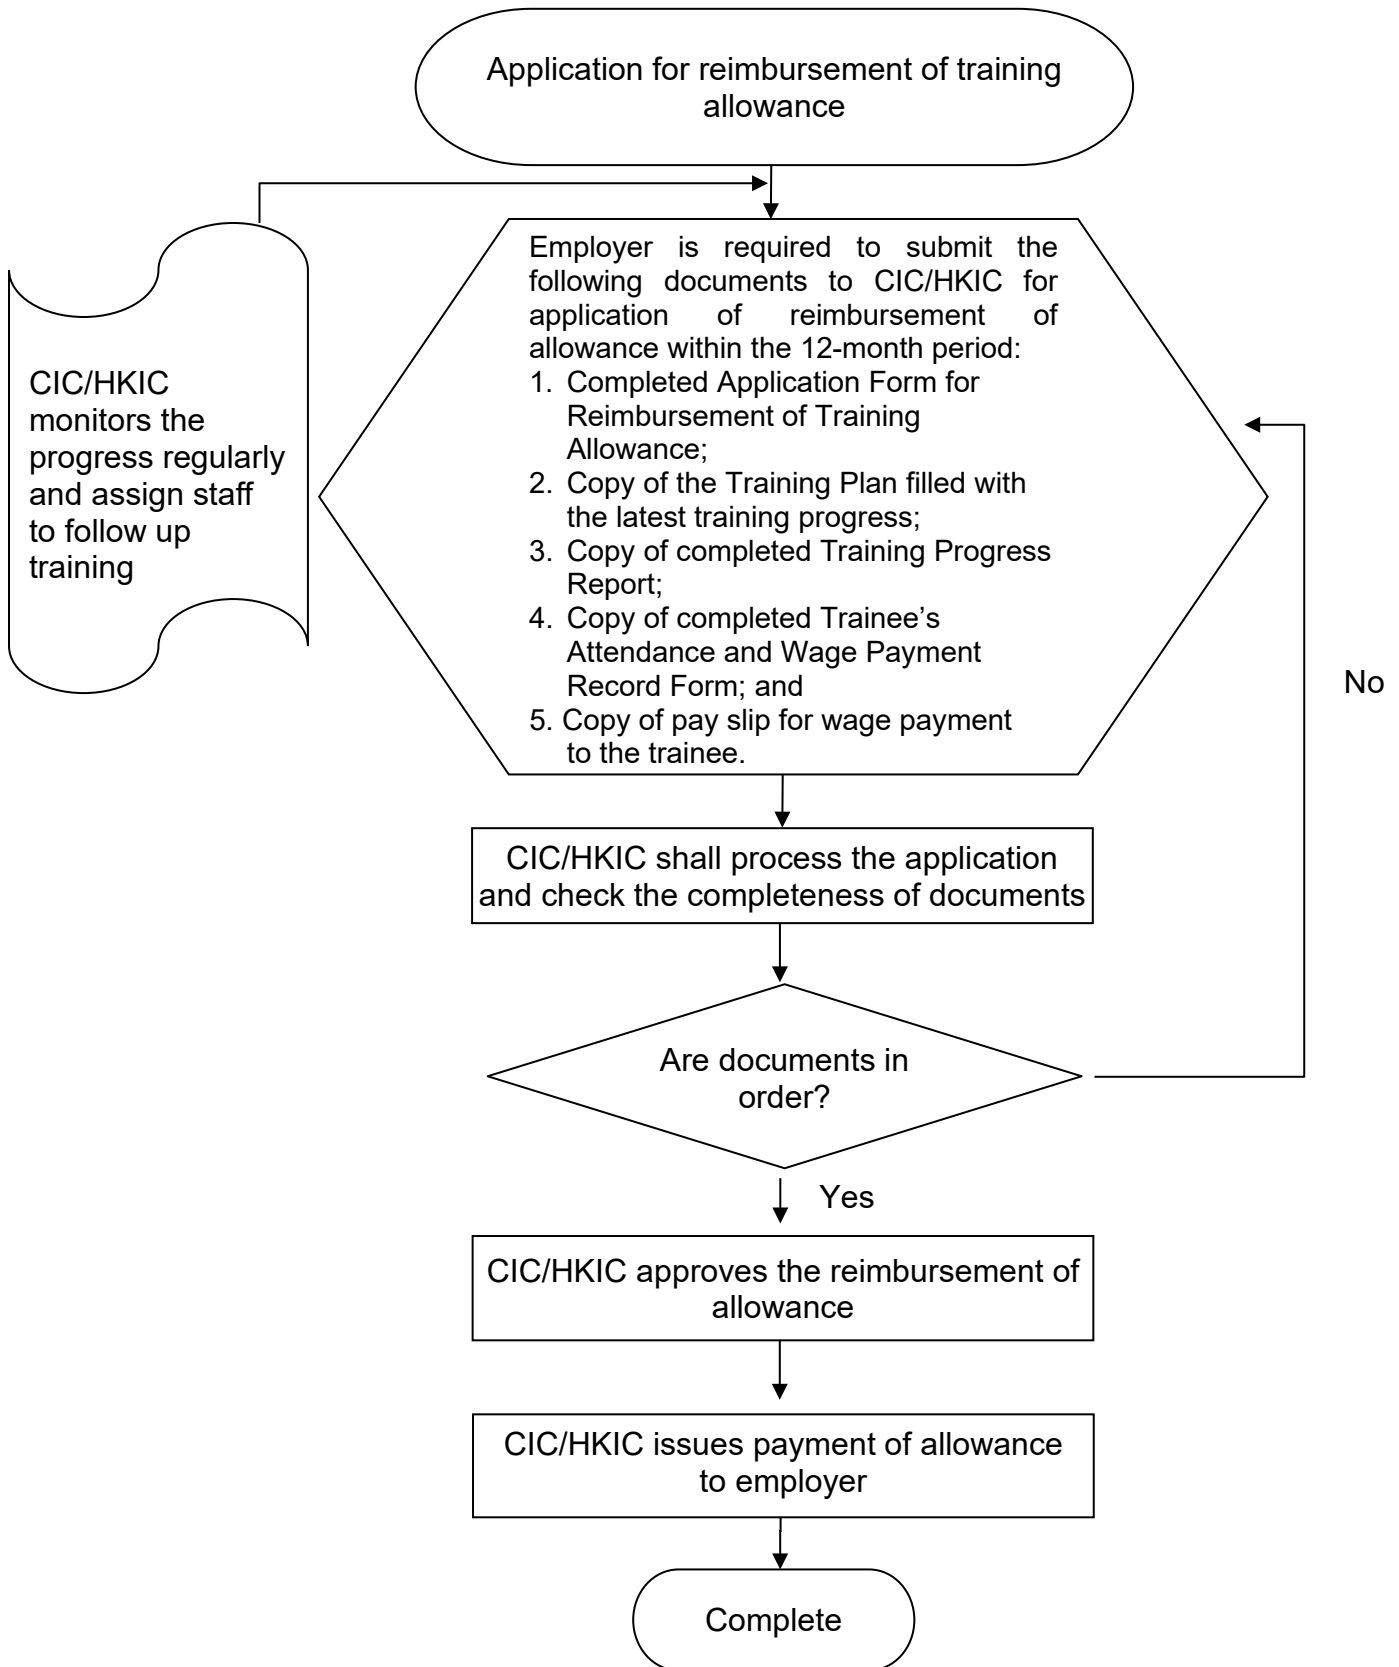 Application for reimbursement of training
allowance
Employer is required to submit the
following documents to CIC/HKIC for
application of reimbursement of
allowance within the 12-month period:
1. Completed Application Form for
Reimbursement of Training
Allowance;
2. Copy of the Training Plan filled with
the latest training progress;
3. Copy of completed Training Progress
Report;
4. Copy of completed Trainee’s
Attendance and Wage Payment
Record Form; and
5. Copy of pay slip for wage payment
to the trainee.
CIC/HKIC
monitors the
progress regularly
and assign staff
to follow up
training
No
CIC/HKIC shall process the application
and check the completeness of documents
Are documents in
order?
Yes
CIC/HKIC approves the reimbursement of
allowance
CIC/HKIC issues payment of allowance
to employer
Complete